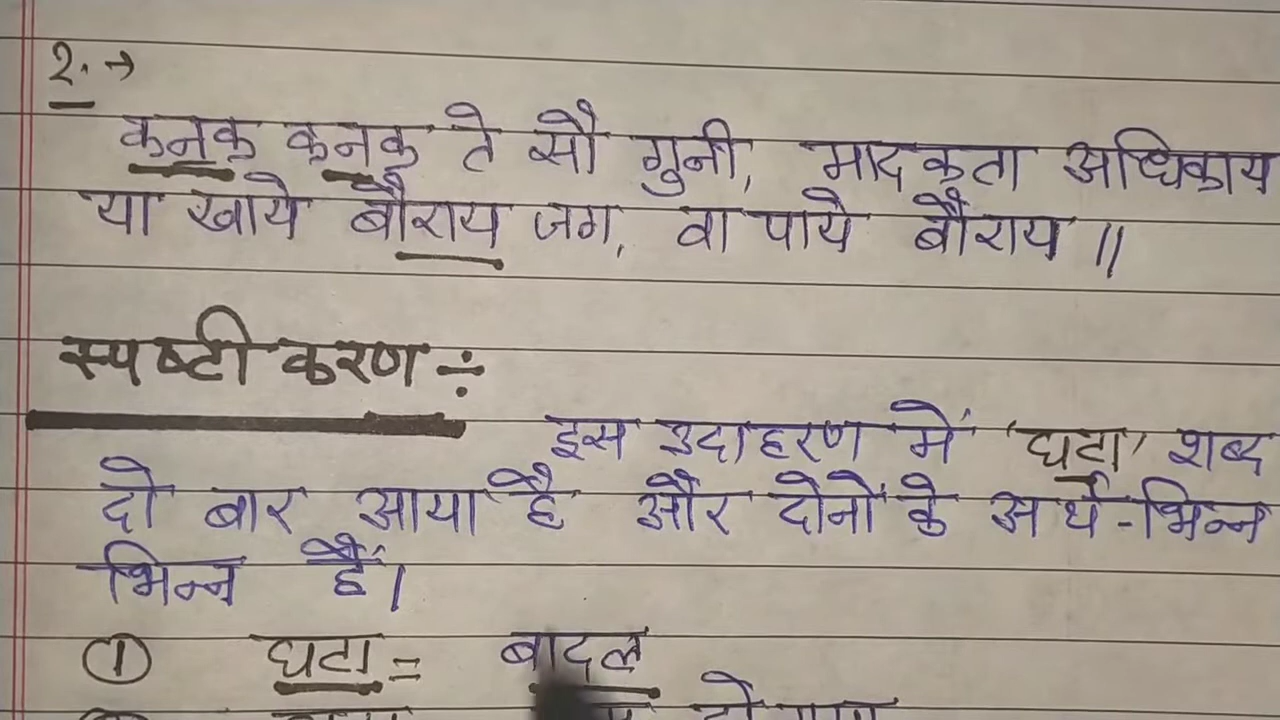 2. →
कनक कनक ते सौ गुनी, मादकता अधिकाय
या खाये बौराय जग, वा पाये बौराय ||
स्पष्टीकरण ÷
इस उदाहरण में 'घटा' शब्द
दो बार आया है और दोनों के अर्थ-भिन्न
भिन्न हैं।
① घटा = बादल